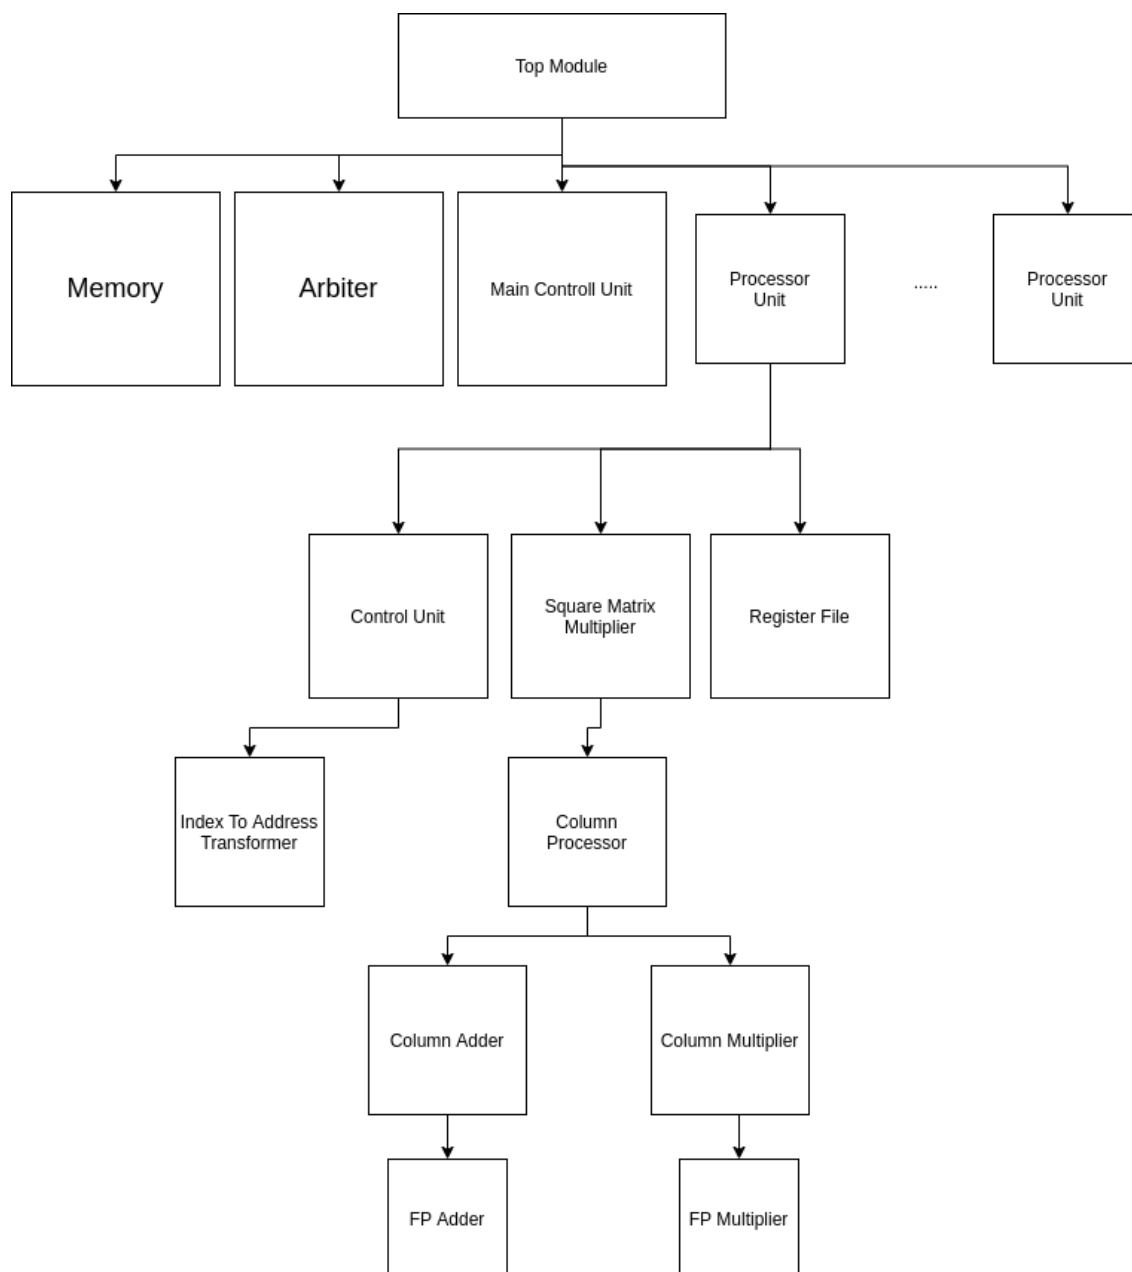 Top Module
Memory
Arbiter
Main Controll Unit
Processor
Unit
.....
Processor
Unit
Control Unit
Square Matrix
Multiplier
Register File
Index To Address
Transformer
Column
Processor
Column Adder
Column Multiplier
FP Adder
FP Multiplier